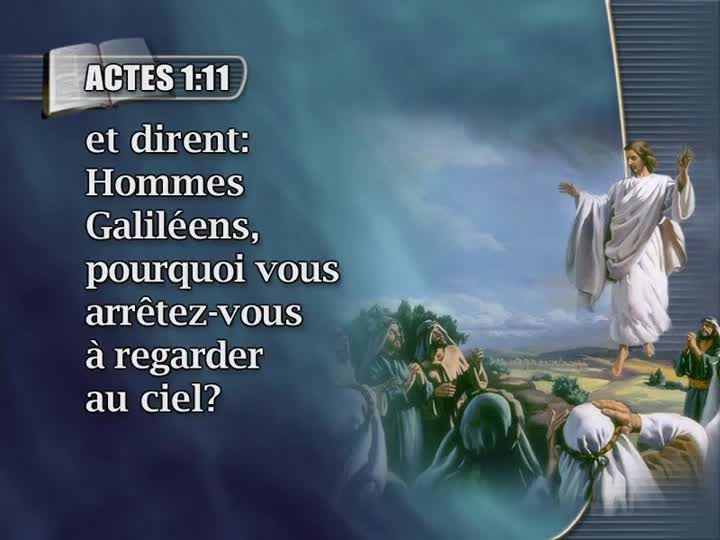 ACTES 1:11
et dirent:
Hommes
Galiléens,
pourquoi vous
arrêtez-vous
à regarder
au ciel?